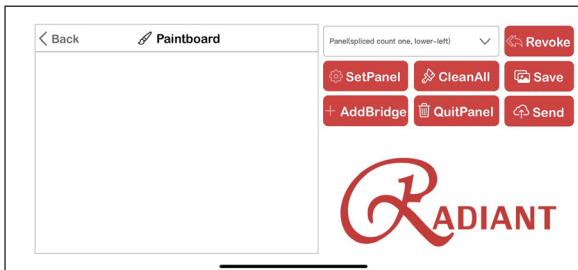 Back
Paintboard
Panel(spliced count one, lower-left)
Revoke
SetPanel
CleanAll
Save
AddBridge
QuitPanel
Send
RADIANT